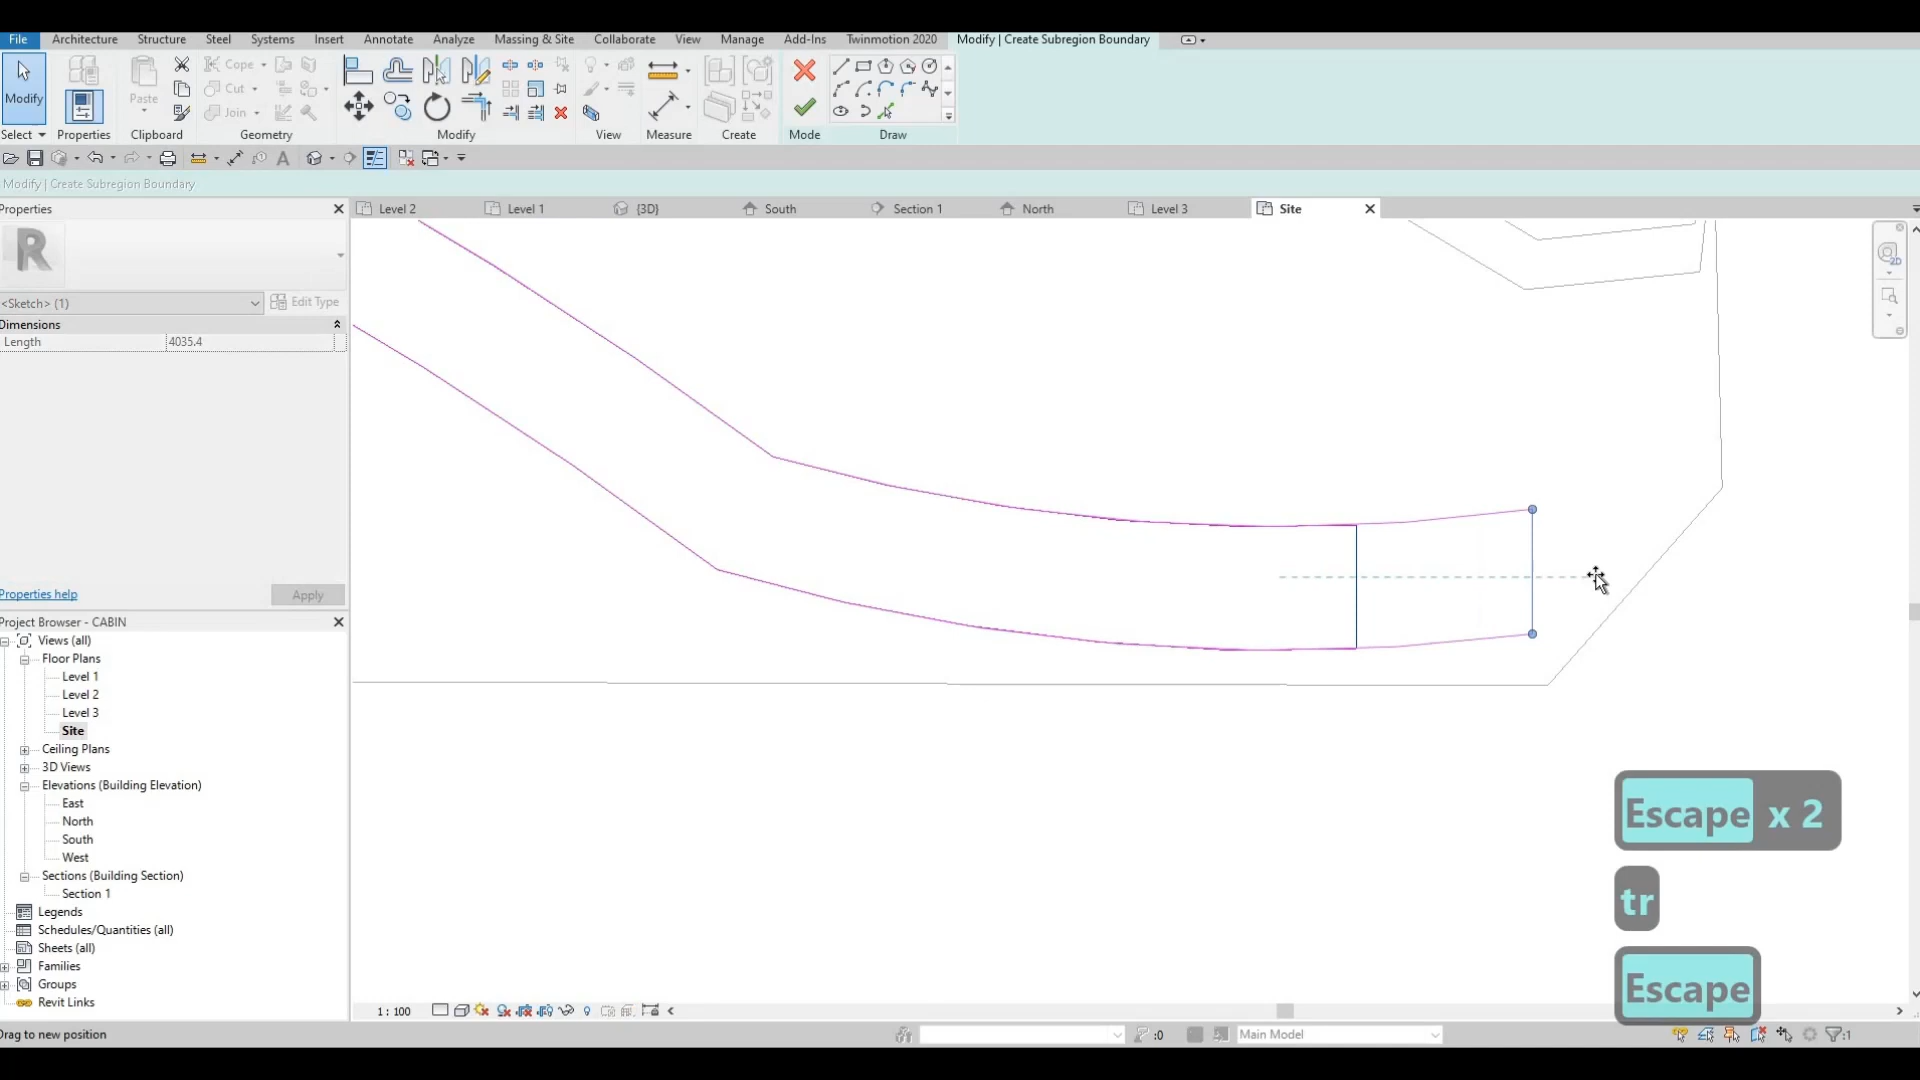 File Architecture Structure Steel Systems Insert Annotate Analyze Massing & Site Collaborate View Manage Add-Ins Twinmotion 2020 Modify | Create Subregion Boundary
Modify
Paste
Cope
Cut
Join
Select Properties Clipboard Geometry Modify View Measure Create Mode Draw
Modify | Create Subregion Boundary
Properties
Level 2 Level 1 {3D} South Section 1 North Level 3 Site
2D
R
<Sketch> (1) Edit Type
Dimensions
Length 4035.4
Properties help Apply
Project Browser - CABIN
Views (all)
Floor Plans
Level 1
Level 2
Level 3
Site
Ceiling Plans
3D Views
Elevations (Building Elevation)
East
North
South
West
Sections (Building Section)
Section 1
Legends
Schedules/Quantities (all)
Sheets (all)
Families
Groups
Revit Links
Escape x 2
tr
Escape
1 : 100
Drag to new position :0 Main Model :1